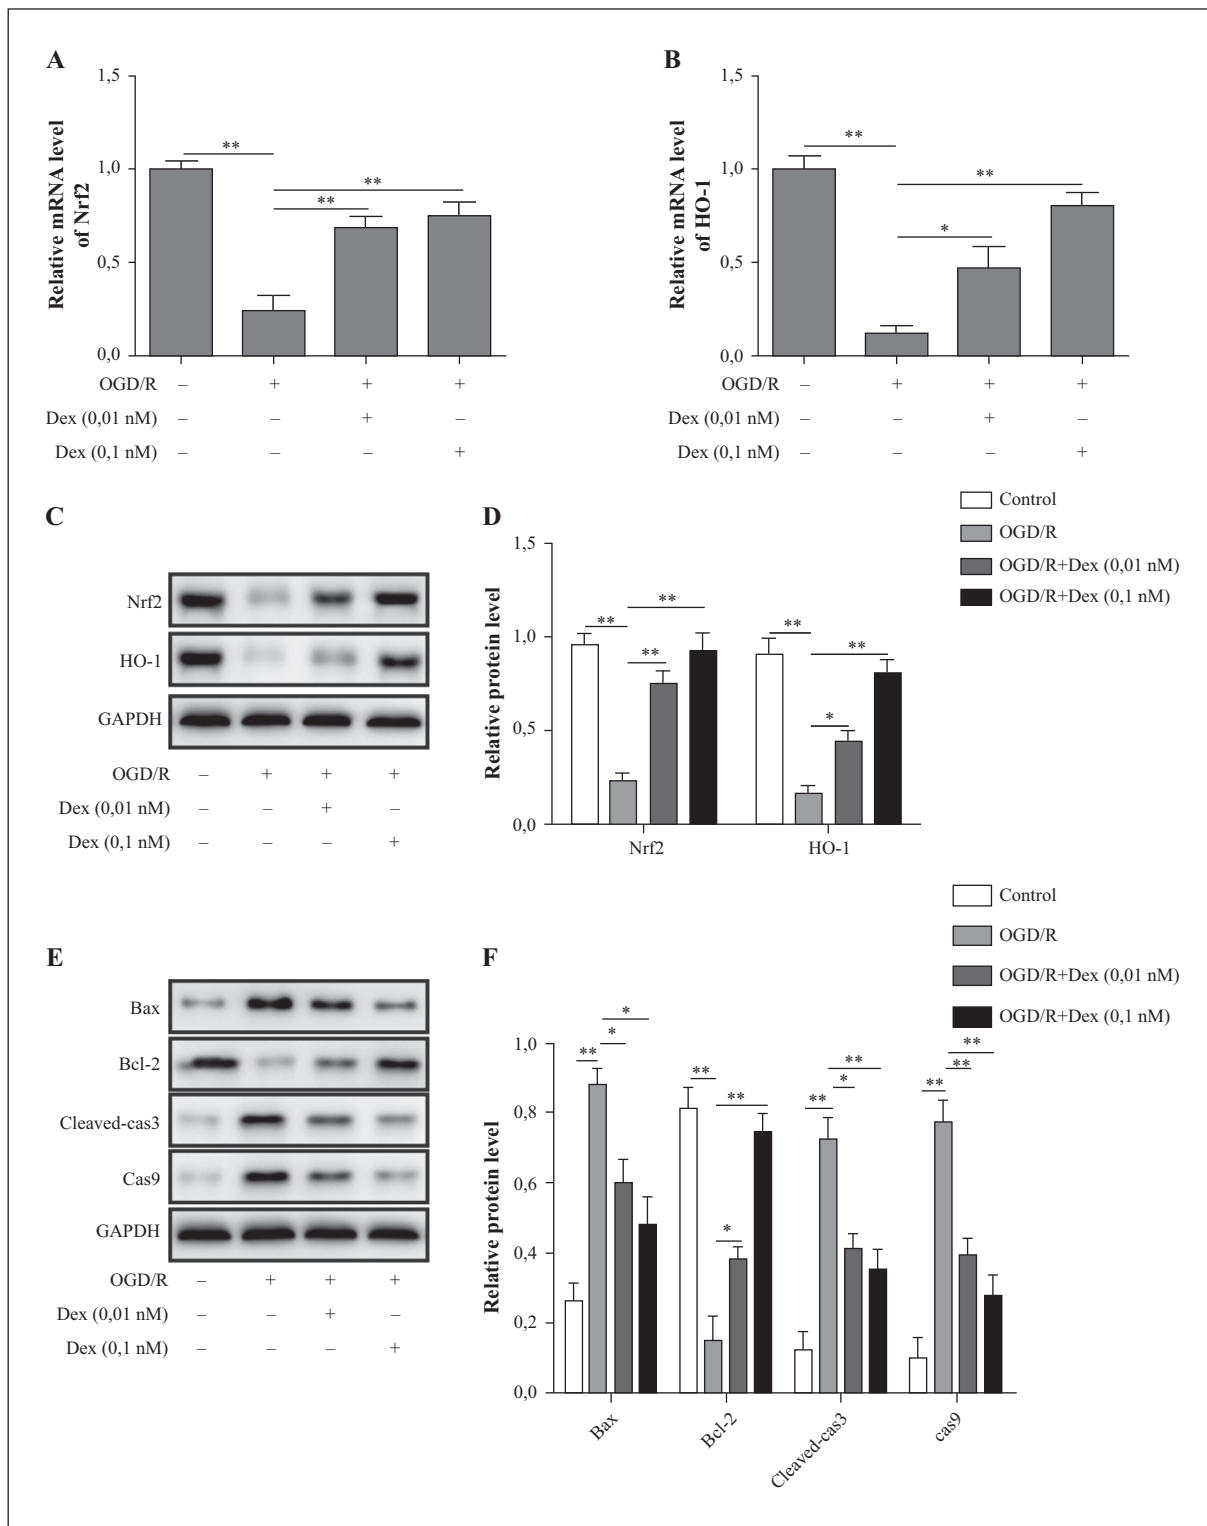 A
1,5
1,0
0,5
0,0
Relative mRNA level
of Nrf2
**
**
**
OGD/R – + + +
Dex (0,01 nM) – – + –
Dex (0,1 nM) – – – +
B
1,5
1,0
0,5
0,0
Relative mRNA level
of HO-1
**
**
*
OGD/R – + + +
Dex (0,01 nM) – – + –
Dex (0,1 nM) – – – +
C
Nrf2
HO-1
GAPDH
OGD/R – + + +
Dex (0,01 nM) – – + –
Dex (0,1 nM) – – – +
D
Control
OGD/R
OGD/R+Dex (0,01 nM)
OGD/R+Dex (0,1 nM)
1,5
1,0
0,5
0,0
Relative protein level
**
**
**
**
**
*
Nrf2 HO-1
E
Bax
Bcl-2
Cleaved-cas3
Cas9
GAPDH
OGD/R – + + +
Dex (0,01 nM) – – + –
Dex (0,1 nM) – – – +
F
Control
OGD/R
OGD/R+Dex (0,01 nM)
OGD/R+Dex (0,1 nM)
1,0
0,8
0,6
0,4
0,2
0,0
Relative protein level
*
*
**
**
**
*
**
*
**
**
**
**
Bax Bcl-2 Cleaved-cas3 cas9